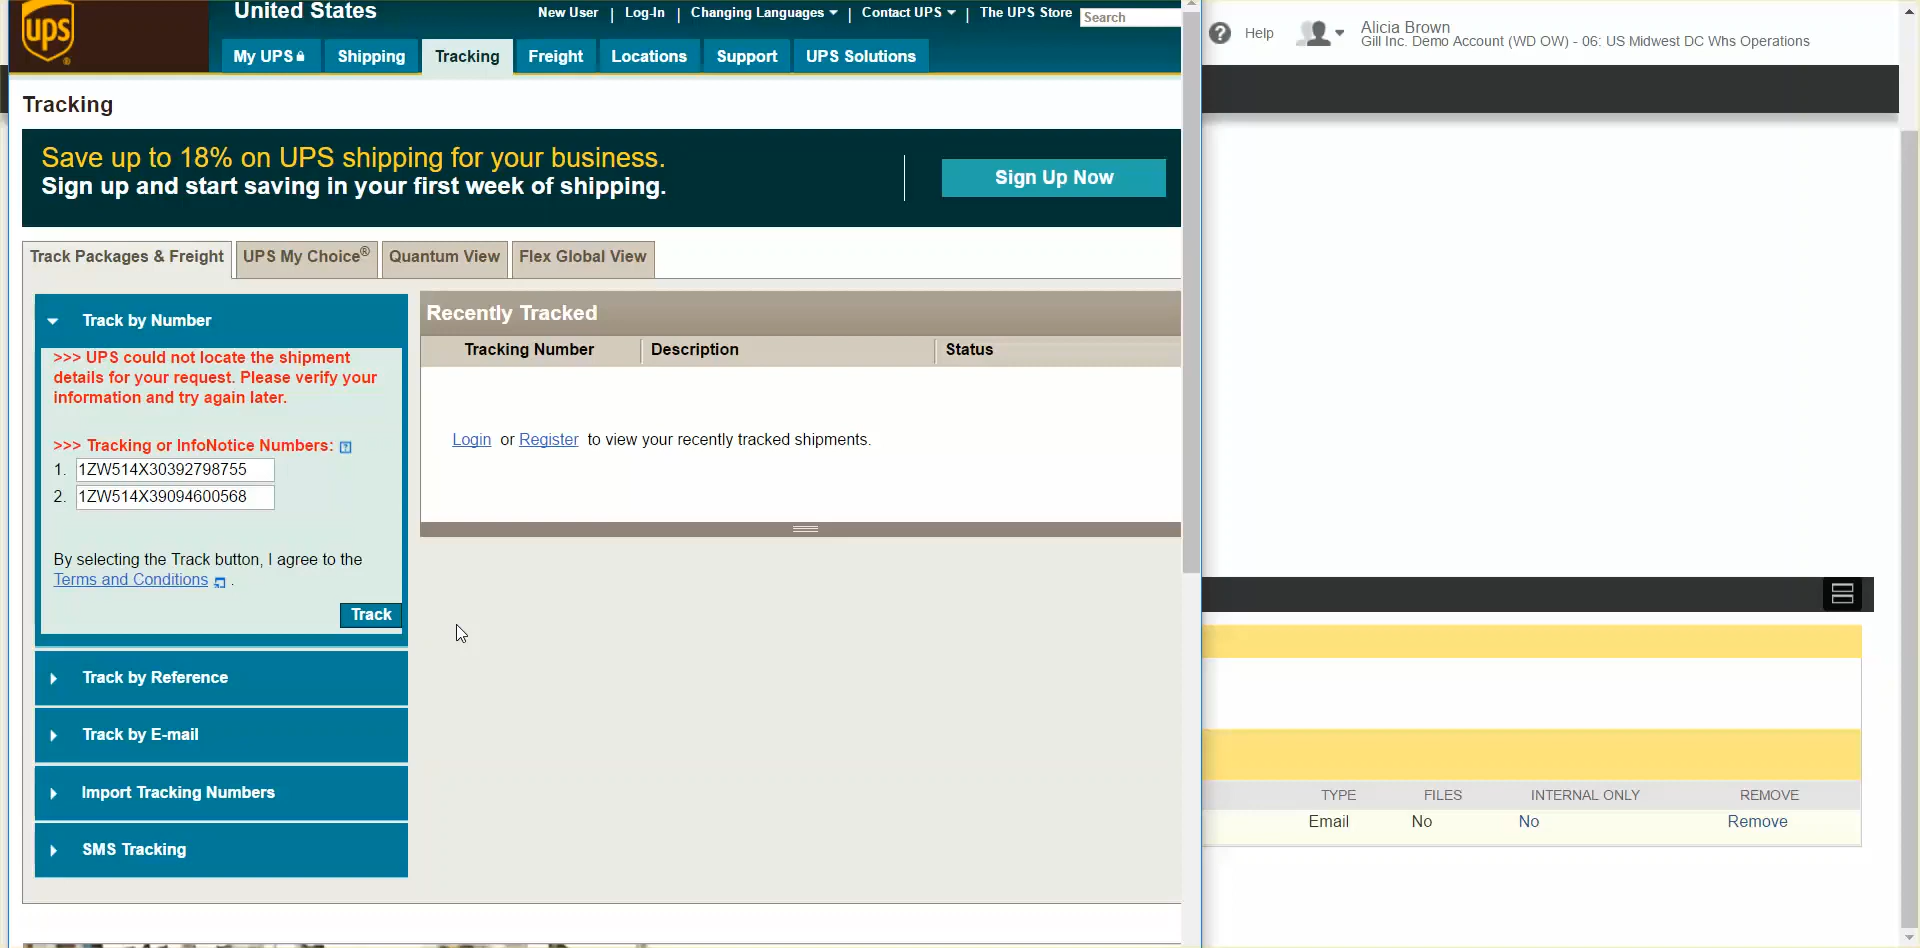 ups
United States
New User | Log-In | Changing Languages | Contact UPS | The UPS Store
Search
My UPS
Shipping
Tracking
Freight
Locations
Support
UPS Solutions
Tracking
Save up to 18% on UPS shipping for your business.
Sign up and start saving in your first week of shipping.
Sign Up Now
Track Packages & Freight
UPS My Choice®
Quantum View
Flex Global View
Track by Number
>>> UPS could not locate the shipment
details for your request. Please verify your
information and try again later.
>>> Tracking or InfoNotice Numbers: ?
1. 1ZW514X30392798755
2. 1ZW514X39094600568
By selecting the Track button, I agree to the
Terms and Conditions .
Track
Track by Reference
Track by E-mail
Import Tracking Numbers
SMS Tracking
Recently Tracked
Tracking Number Description Status
Login or Register to view your recently tracked shipments.
? Help
Alicia Brown
Gill Inc. Demo Account (WD OW) - 06: US Midwest DC Whs Operations
TYPE FILES INTERNAL ONLY REMOVE
Email No No Remove